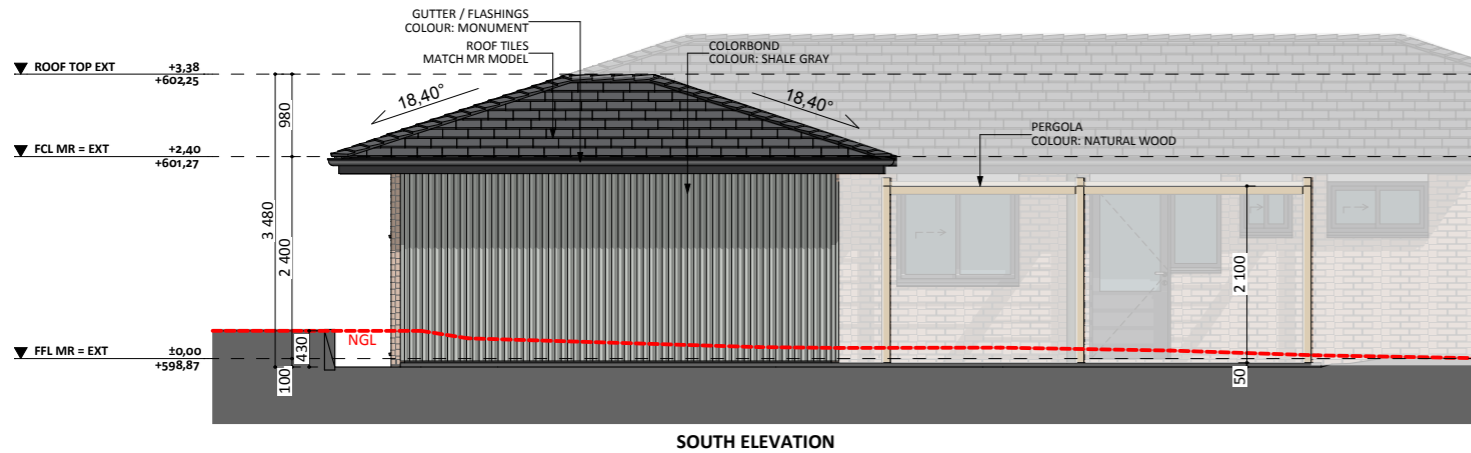 GUTTER / FLASHINGS
COLOUR: MONUMENT
ROOF TILES
MATCH MR MODEL
COLORBOND
COLOUR: SHALE GRAY
ROOF TOP EXT +3,38
+602,25
18,40°
18,40°
980
PERGOLA
COLOUR: NATURAL WOOD
FCL MR = EXT +2,40
+601,27
3 480
2 400
2 100
NGL
430
FFL MR = EXT ±0,00
+598,87
100
50
SOUTH ELEVATION